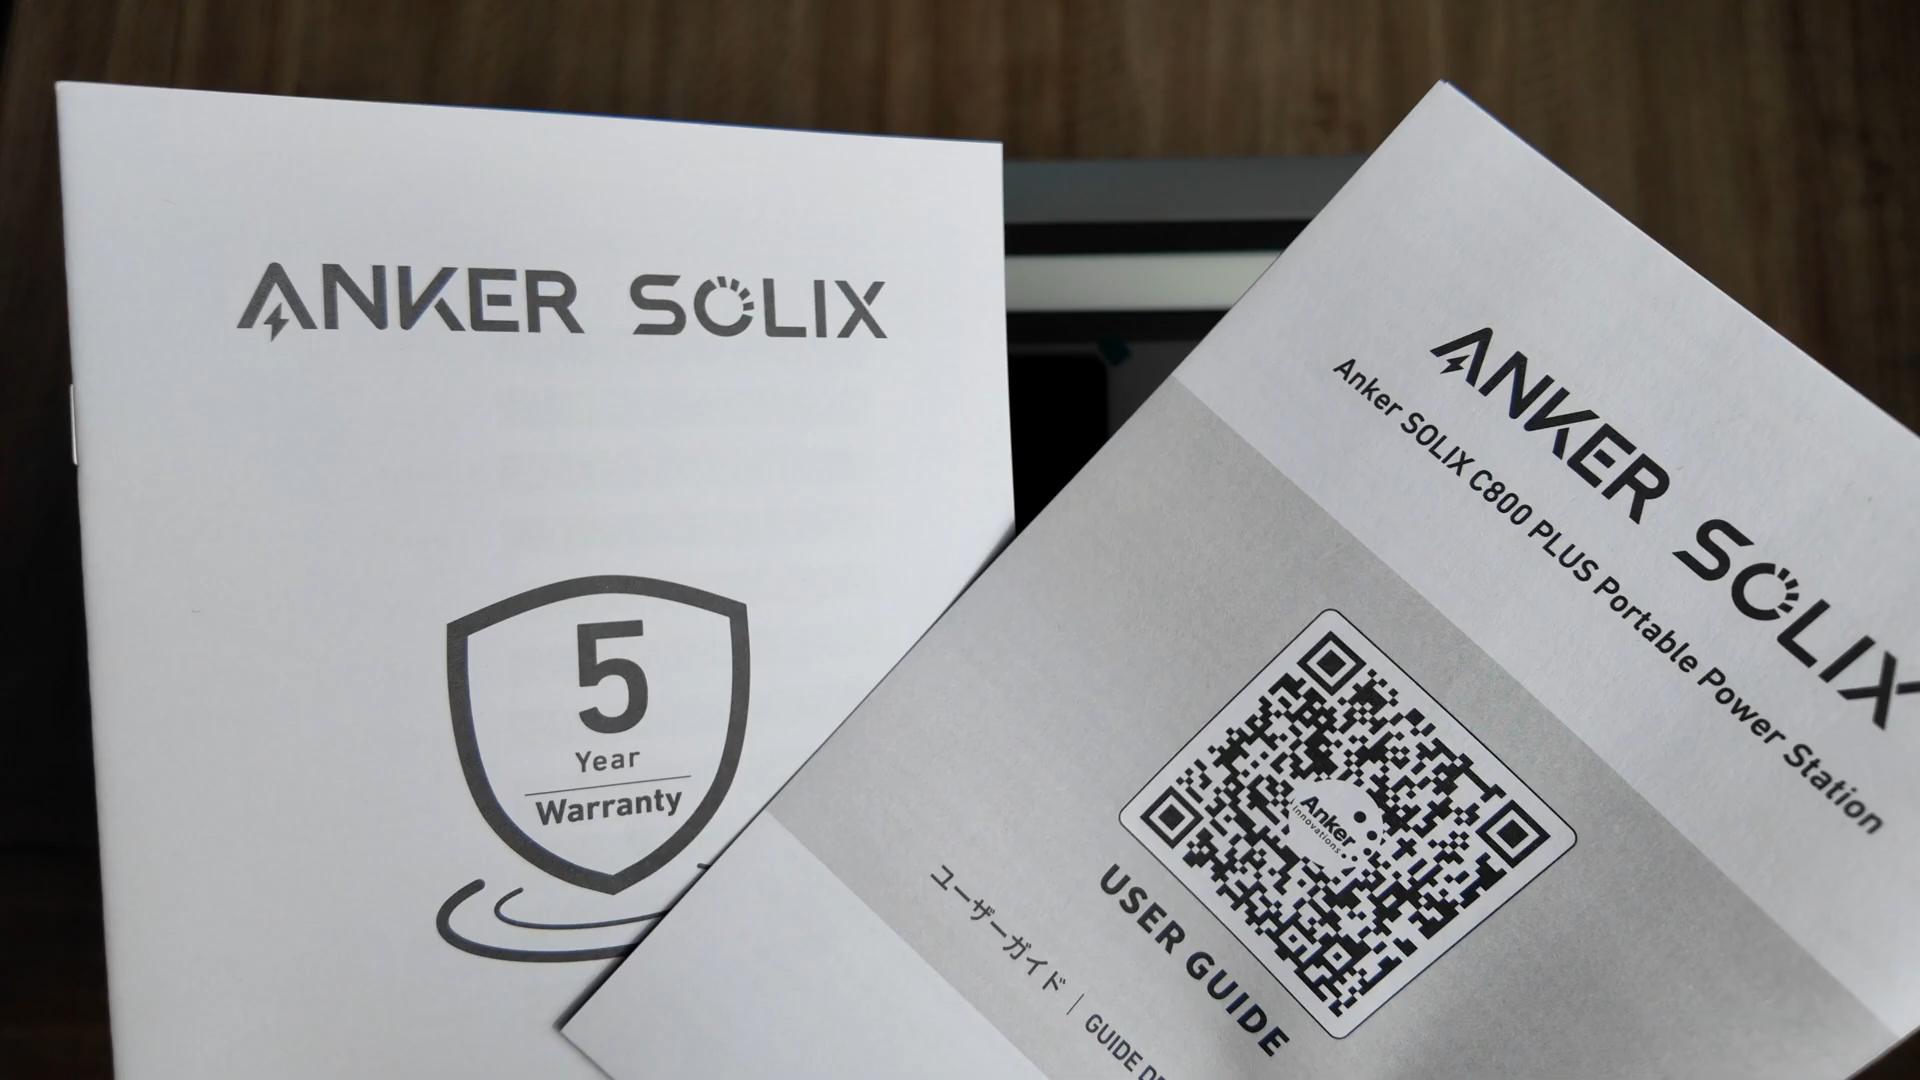 ANKER SOLIX
5
Year
Warranty
ANKER SOLIX
Anker SOLIX C800 PLUS Portable Power Station
Anker
Innovations
USER GUIDE
ユーザーガイド | GUIDE